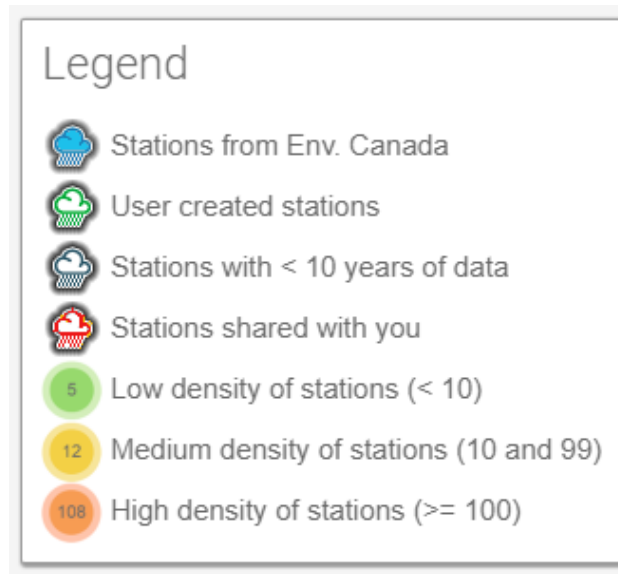 Legend
Stations from Env. Canada
User created stations
Stations with < 10 years of data
Stations shared with you
5 Low density of stations (< 10)
12 Medium density of stations (10 and 99)
108 High density of stations (>= 100)